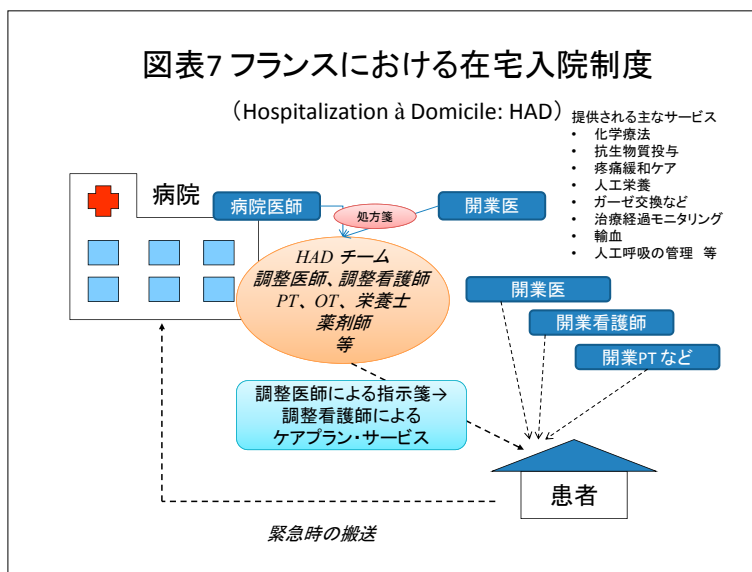 図表7 フランスにおける在宅入院制度
（Hospitalization à Domicile: HAD）
提供される主なサービス
• 化学療法
• 抗生物質投与
• 疼痛緩和ケア
• 人工栄養
• ガーゼ交換など
• 治療経過モニタリング
• 輸血
• 人工呼吸の管理 等
病院
病院医師
処方箋
開業医
HAD チーム
調整医師、調整看護師
PT、OT、栄養士
薬剤師
等
開業医
開業看護師
開業PTなど
調整医師による指示箋→
調整看護師による
ケアプラン・サービス
患者
緊急時の搬送